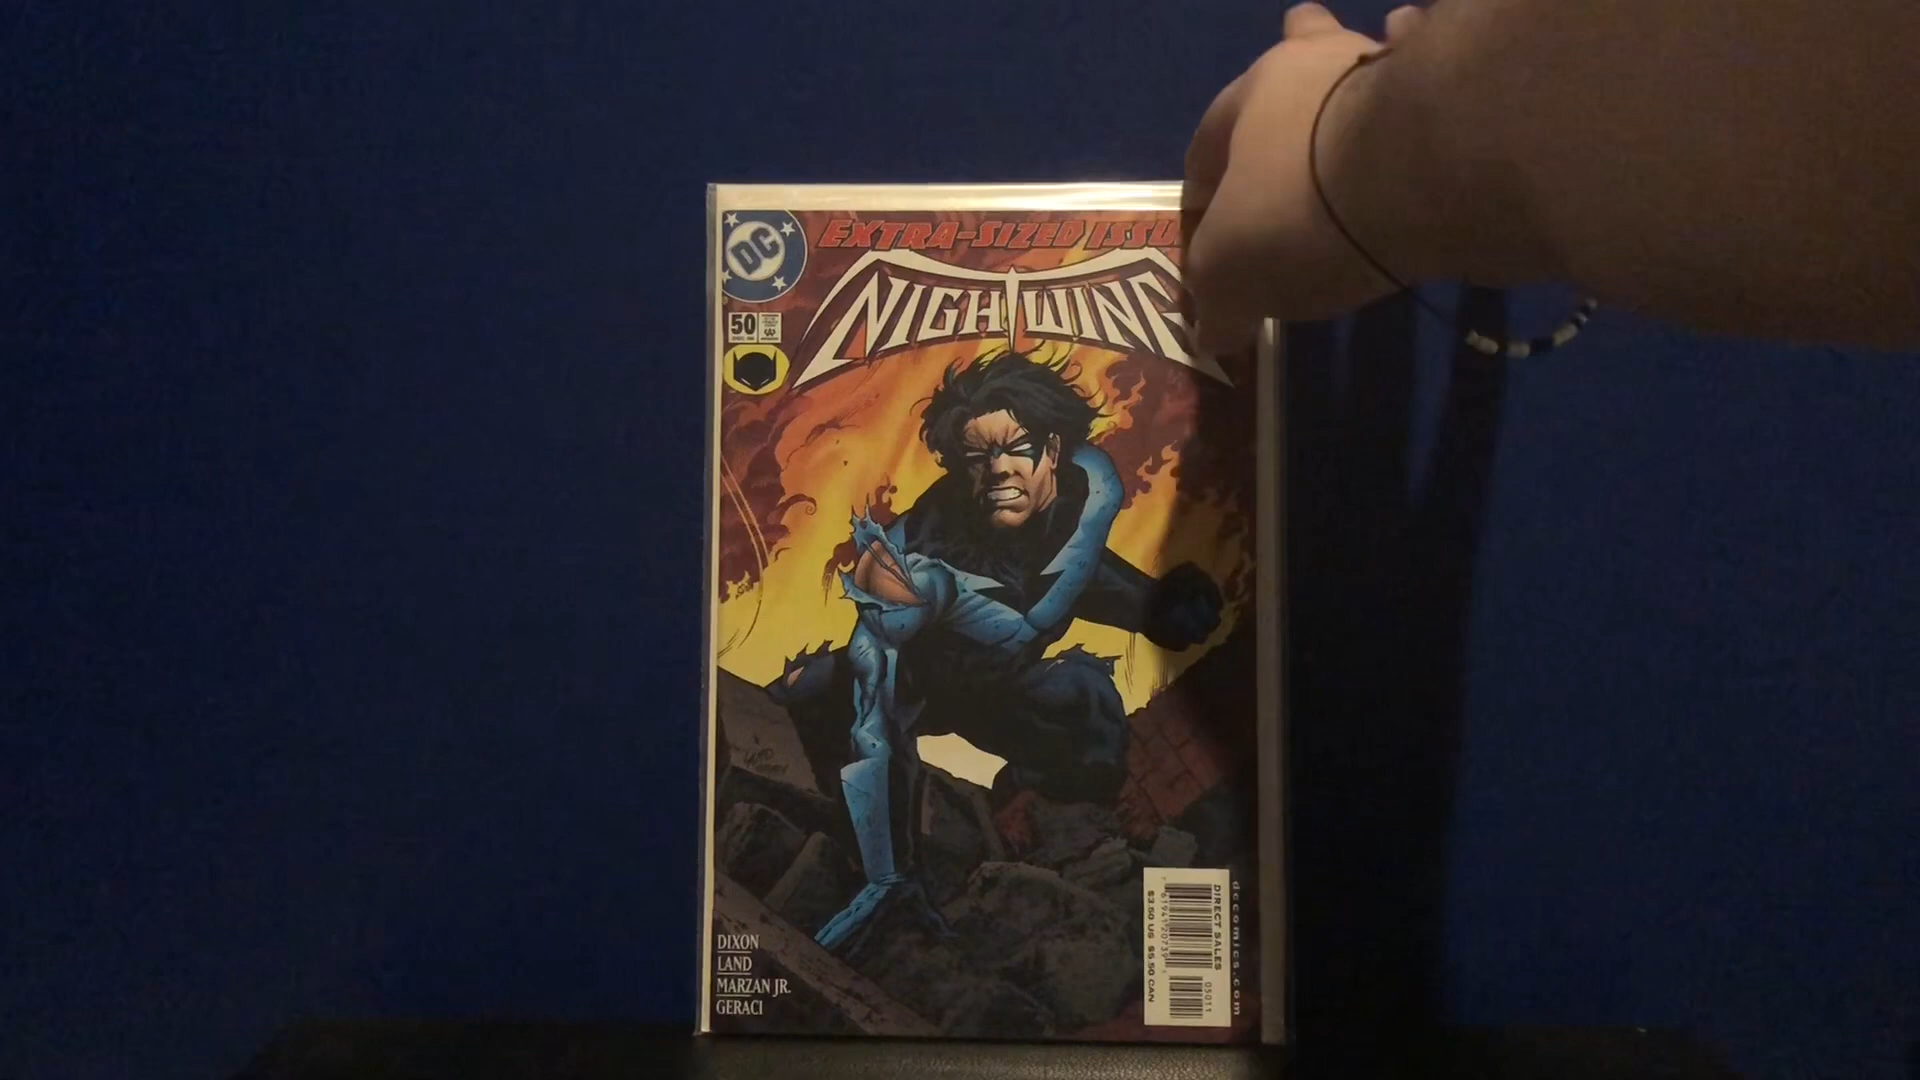 EXTRA-SIZED ISSU
DC
NIGHTWING
50
DIXON
LAND
MARZAN JR.
GERACI
DIRECT SALES
05011
$3.50 US $5.50 CAN
dccomics.com